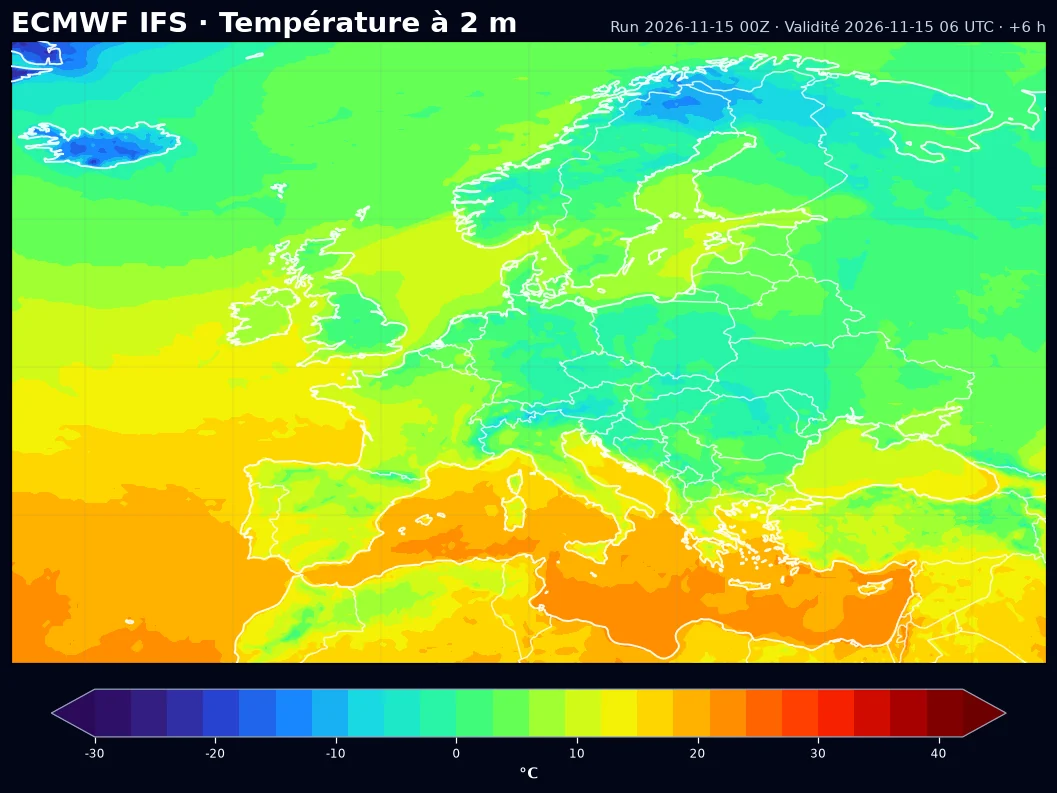 ECMWF IFS · Température à 2 m
Run 2026-11-15 00Z · Validité 2026-11-15 06 UTC · +6 h
-30 -20 -10 0 10 20 30 40
°C